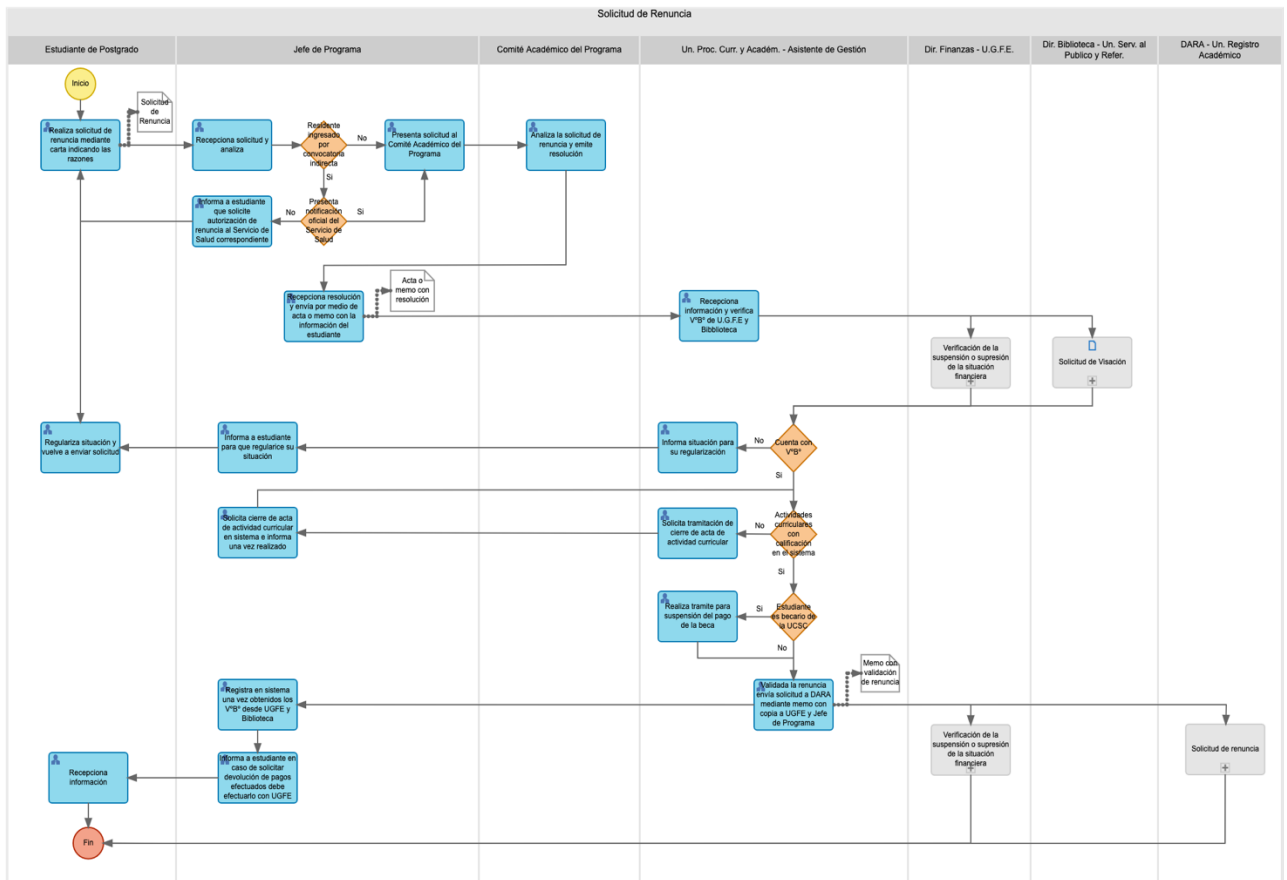 Solicitud de Renuncia
Estudiante de Postgrado
Jefe de Programa
Comité Académico del Programa
Un. Proc. Curr. y Académ. - Asistente de Gestión
Dir. Finanzas - U.G.F.E.
Dir. Biblioteca - Un. Serv. al
Publico y Refer.
DARA - Un. Registro
Académico
Inicio
Solicitud
de
Renuncia
Realiza solicitud de
renuncia mediante
carta indicando las
razones
Recepciona solicitud y
analiza
Residente
ingresado
por
convocatoria
indirecta
No
Si
Presenta solicitud al
Comité Académico del
Programa
Analiza la solicitud de
renuncia y emite
resolución
Informa a estudiante
que solicite
autorización de
renuncia al Servicio de
Salud correspondiente
No
Presenta
notificación
oficial del
Servicio de
Salud
Si
Recepciona resolución
y envía por medio de
acta o memo con la
información del
estudiante
Acta o
memo con
resolución
Recepciona
información y verifica
V°B° de U.G.F.E y
Bibblioteca
Verificación de la
suspensión o supresión
de la situación
financiera
Solicitud de Visación
Regulariza situación y
vuelve a enviar solicitud
Informa a estudiante
para que regularice su
situación
Informa situación para
su regularización
No
Cuenta con
V°B°
Si
Solicita cierre de acta
de actividad curricular
en sistema e informa
una vez realizado
Solicita tramitación de
cierre de acta de
actividad curricular
No
Actividades
curriculares
con
calificación
en el sistema
Si
Realiza tramite para
suspensión del pago
de la beca
Si
Estudiante
es becario de
la UCSC
No
Memo con
validación
de renuncia
Registra en sistema
una vez obtenidos los
V°B° desde UGFE y
Biblioteca
Validada la renuncia
envía solicitud a DARA
mediante memo con
copia a UGFE y Jefe
de Programa
Verificación de la
suspensión o supresión
de la situación
financiera
Solicitud de renuncia
Recepciona
información
Informa a estudiante en
caso de solicitar
devolución de pagos
efectuados debe
efectuarlo con UGFE
Fin